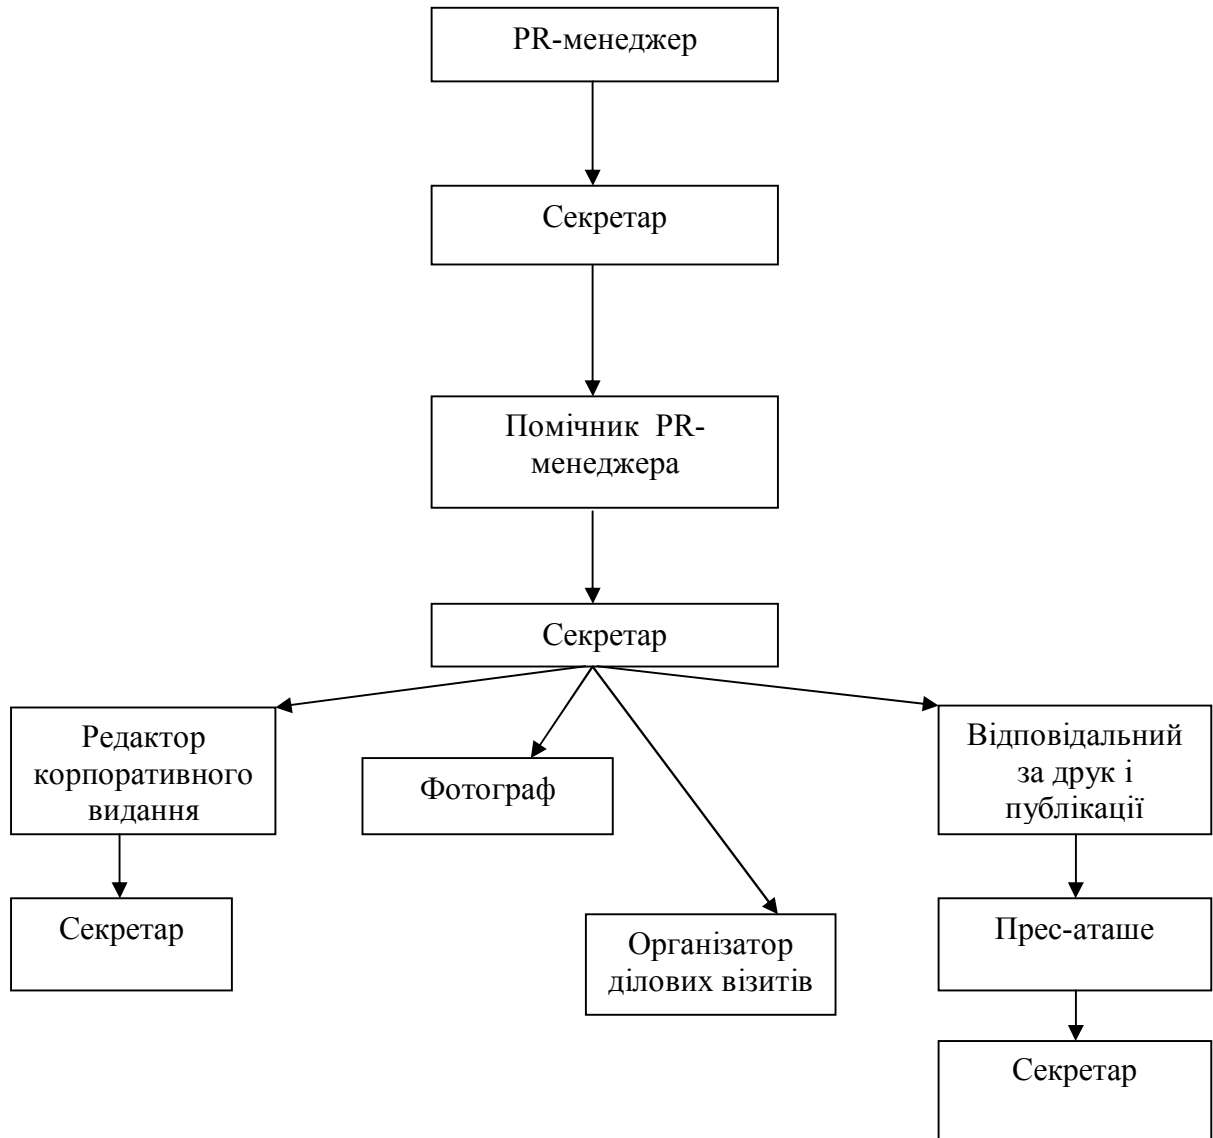 PR-менеджер
Секретар
Помічник PR-
менеджера
Секретар
Редактор
корпоративного
видання
Фотограф
Відповідальний
за друк і
публікації
Секретар
Організатор
ділових візитів
Прес-аташе
Секретар